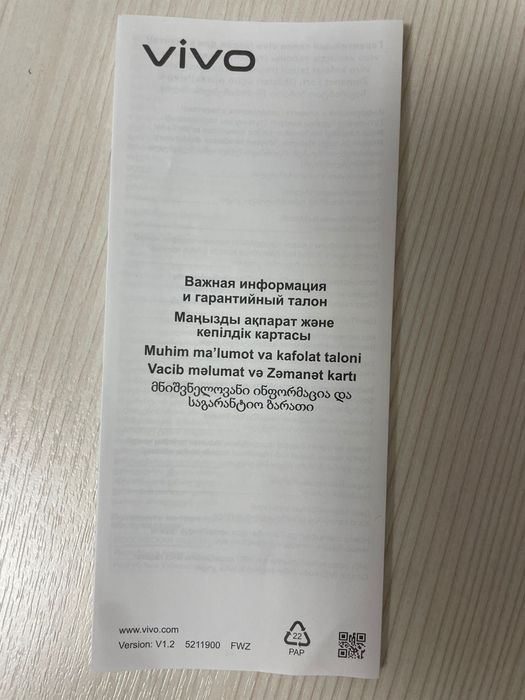 vivo
Важная информация
и гарантийный талон
Маңызды ақпарат және
кепілдік картасы
Muhim ma’lumot va kafolat taloni
Vacib məlumat və Zəmanət kartı
მნიშვნელოვანი ინფორმაცია და
საგარანტიო ბარათი
www.vivo.com
Version: V1.2 5211900 FWZ
22
PAP